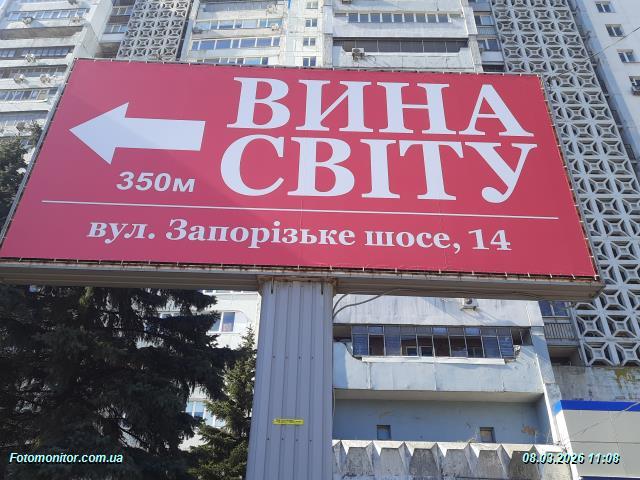 ВИНА
СВІТУ
350м
вул. Запорізьке шосе, 14
Fotomonitor.com.ua
08.03.2026 11:08